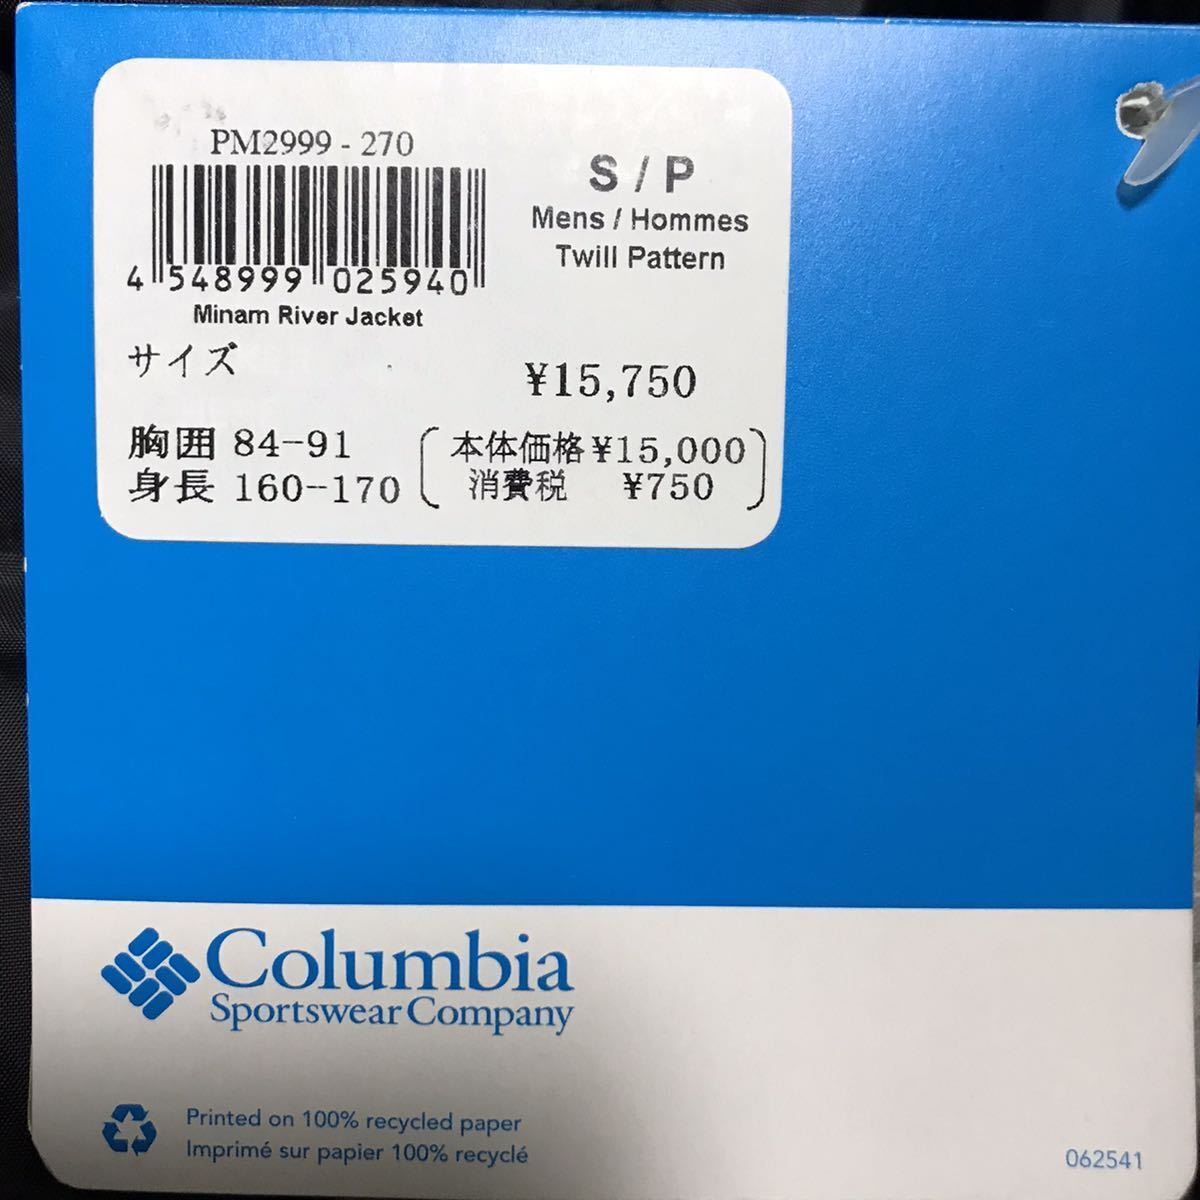 PM2999 - 270
4 548999 025940
Minam River Jacket
S / P
Mens / Hommes
Twill Pattern
サイズ
¥15,750
胸囲 84-91
身長 160-170
本体価格¥15,000
消費税 ¥750
Columbia
Sportswear Company
Printed on 100% recycled paper
Imprimé sur papier 100% recyclé
062541